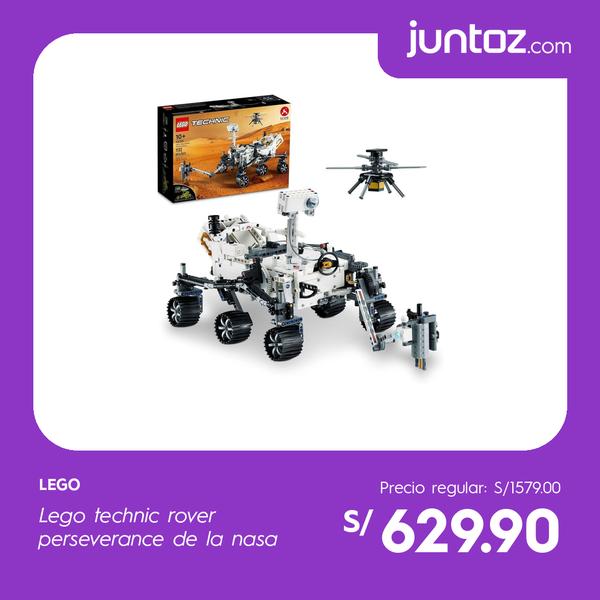 juntoz.com
LEGO TECHNIC
10+
LEGO
Precio regular: S/1579.00
Lego technic rover
perseverance de la nasa
S/ 629.90